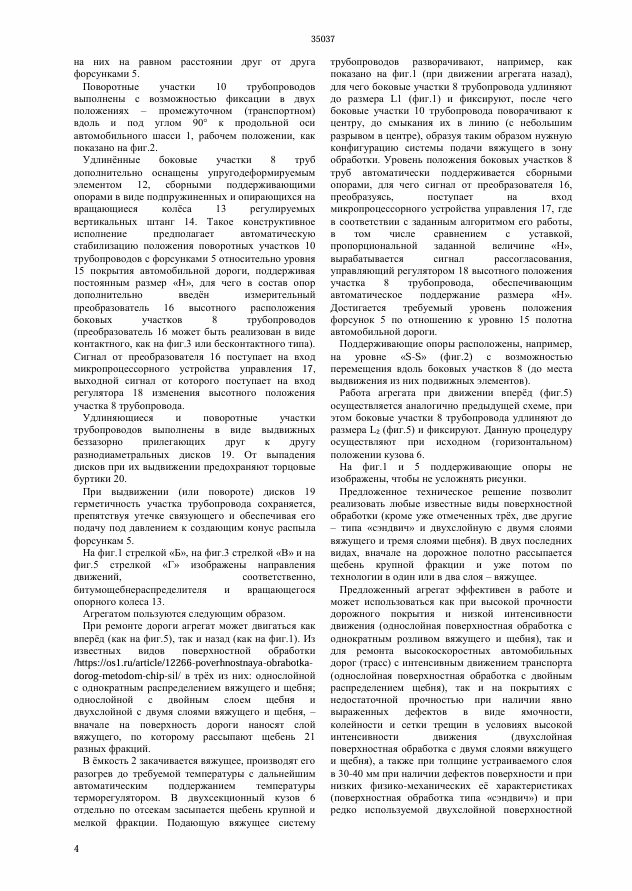 35037
на них на равном расстоянии друг от друга
форсунками 5.
Поворотные участки 10 трубопроводов
выполнены с возможностью фиксации в двух
положениях – промежуточном (транспортном)
вдоль и под углом 90° к продольной оси
автомобильного шасси 1, рабочем положении, как
показано на фиг.2.
Удлинённые боковые участки 8 труб
дополнительно оснащены упругодеформируемым
элементом 12, сборными поддерживающими
опорами в виде подпружиненных и опирающихся на
вращающиеся колёса 13 регулируемых
вертикальных штанг 14. Такое конструктивное
исполнение предполагает автоматическую
стабилизацию положения поворотных участков 10
трубопроводов с форсунками 5 относительно уровня
15 покрытия автомобильной дороги, поддерживая
постоянным размер «Н», для чего в состав опор
дополнительно введён измерительный
преобразователь 16 высотного расположения
боковых участков 8 трубопроводов
(преобразователь 16 может быть реализован в виде
контактного, как на фиг.3 или бесконтактного типа).
Сигнал от преобразователя 16 поступает на вход
микропроцессорного устройства управления 17,
выходной сигнал от которого поступает на вход
регулятора 18 изменения высотного положения
участка 8 трубопровода.
Удлиняющиеся и поворотные участки
трубопроводов выполнены в виде выдвижных
беззазорно прилегающих друг к другу
разнодиаметральных дисков 19. От выпадения
дисков при их выдвижении предохраняют торцовые
буртики 20.
При выдвижении (или повороте) дисков 19
герметичность участка трубопровода сохраняется,
препятствуя утечке связующего и обеспечивая его
подачу под давлением к создающим конус распыла
форсункам 5.
На фиг.1 стрелкой «Б», на фиг.3 стрелкой «В» и на
фиг.5 стрелкой «Г» изображены направления
движений, соответственно,
битумощебнераспределителя и вращающегося
опорного колеса 13.
Агрегатом пользуются следующим образом.
При ремонте дороги агрегат может двигаться как
вперёд (как на фиг.5), так и назад (как на фиг.1). Из
известных видов поверхностной обработки
/https://os1.ru/article/12266-poverhnostnaya-obrabotka-
dorog-metodom-chip-sil/ в трёх из них: однослойной
с однократным распределением вяжущего и щебня;
однослойной с двойным слоем щебня и
двухслойной с двумя слоями вяжущего и щебня, –
вначале на поверхность дороги наносят слой
вяжущего, по которому рассыпают щебень 21
разных фракций.
В ёмкость 2 закачивается вяжущее, производят его
разогрев до требуемой температуры с дальнейшим
автоматическим поддержанием температуры
терморегулятором. В двухсекционный кузов 6
отдельно по отсекам засыпается щебень крупной и
мелкой фракции. Подающую вяжущее систему
трубопроводов разворачивают, например, как
показано на фиг.1 (при движении агрегата назад),
для чего боковые участки 8 трубопровода удлиняют
до размера L1 (фиг.1) и фиксируют, после чего
боковые участки 10 трубопровода поворачивают к
центру, до смыкания их в линию (с небольшим
разрывом в центре), образуя таким образом нужную
конфигурацию системы подачи вяжущего в зону
обработки. Уровень положения боковых участков 8
труб автоматически поддерживается сборными
опорами, для чего сигнал от преобразователя 16,
преобразуясь, поступает на вход
микропроцессорного устройства управления 17, где
в соответствии с заданным алгоритмом его работы,
в том числе сравнением с уставкой,
пропорциональной заданной величине «Н»,
вырабатывается сигнал рассогласования,
управляющий регулятором 18 высотного положения
участка 8 трубопровода, обеспечивающим
автоматическое поддержание размера «Н».
Достигается требуемый уровень положения
форсунок 5 по отношению к уровню 15 полотна
автомобильной дороги.
Поддерживающие опоры расположены, например,
на уровне «S-S» (фиг.2) с возможностью
перемещения вдоль боковых участков 8 (до места
выдвижения из них подвижных элементов).
Работа агрегата при движении вперёд (фиг.5)
осуществляется аналогично предыдущей схеме, при
этом боковые участки 8 трубопровода удлиняют до
размера L₂ (фиг.5) и фиксируют. Данную процедуру
осуществляют при исходном (горизонтальном)
положении кузова 6.
На фиг.1 и 5 поддерживающие опоры не
изображены, чтобы не усложнять рисунки.
Предложенное техническое решение позволит
реализовать любые известные виды поверхностной
обработки (кроме уже отмеченных трёх, две другие
– типа «сэндвич» и двухслойную с двумя слоями
вяжущего и тремя слоями щебня). В двух последних
видах, вначале на дорожное полотно рассыпается
щебень крупной фракции и уже потом по
технологии в один или в два слоя – вяжущее.
Предложенный агрегат эффективен в работе и
может использоваться как при высокой прочности
дорожного покрытия и низкой интенсивности
движения (однослойная поверхностная обработка с
однократным розливом вяжущего и щебня), так и
для ремонта высокоскоростных автомобильных
дорог (трасс) с интенсивным движением транспорта
(однослойная поверхностная обработка с двойным
распределением щебня), так и на покрытиях с
недостаточной прочностью при наличии явно
выраженных дефектов в виде ямочности,
колейности и сетки трещин в условиях высокой
интенсивности движения (двухслойная
поверхностная обработка с двумя слоями вяжущего
и щебня), а также при толщине устраиваемого слоя
в 30-40 мм при наличии дефектов поверхности и при
низких физико-механических её характеристиках
(поверхностная обработка типа «сэндвич») и при
редко используемой двухслойной поверхностной
4